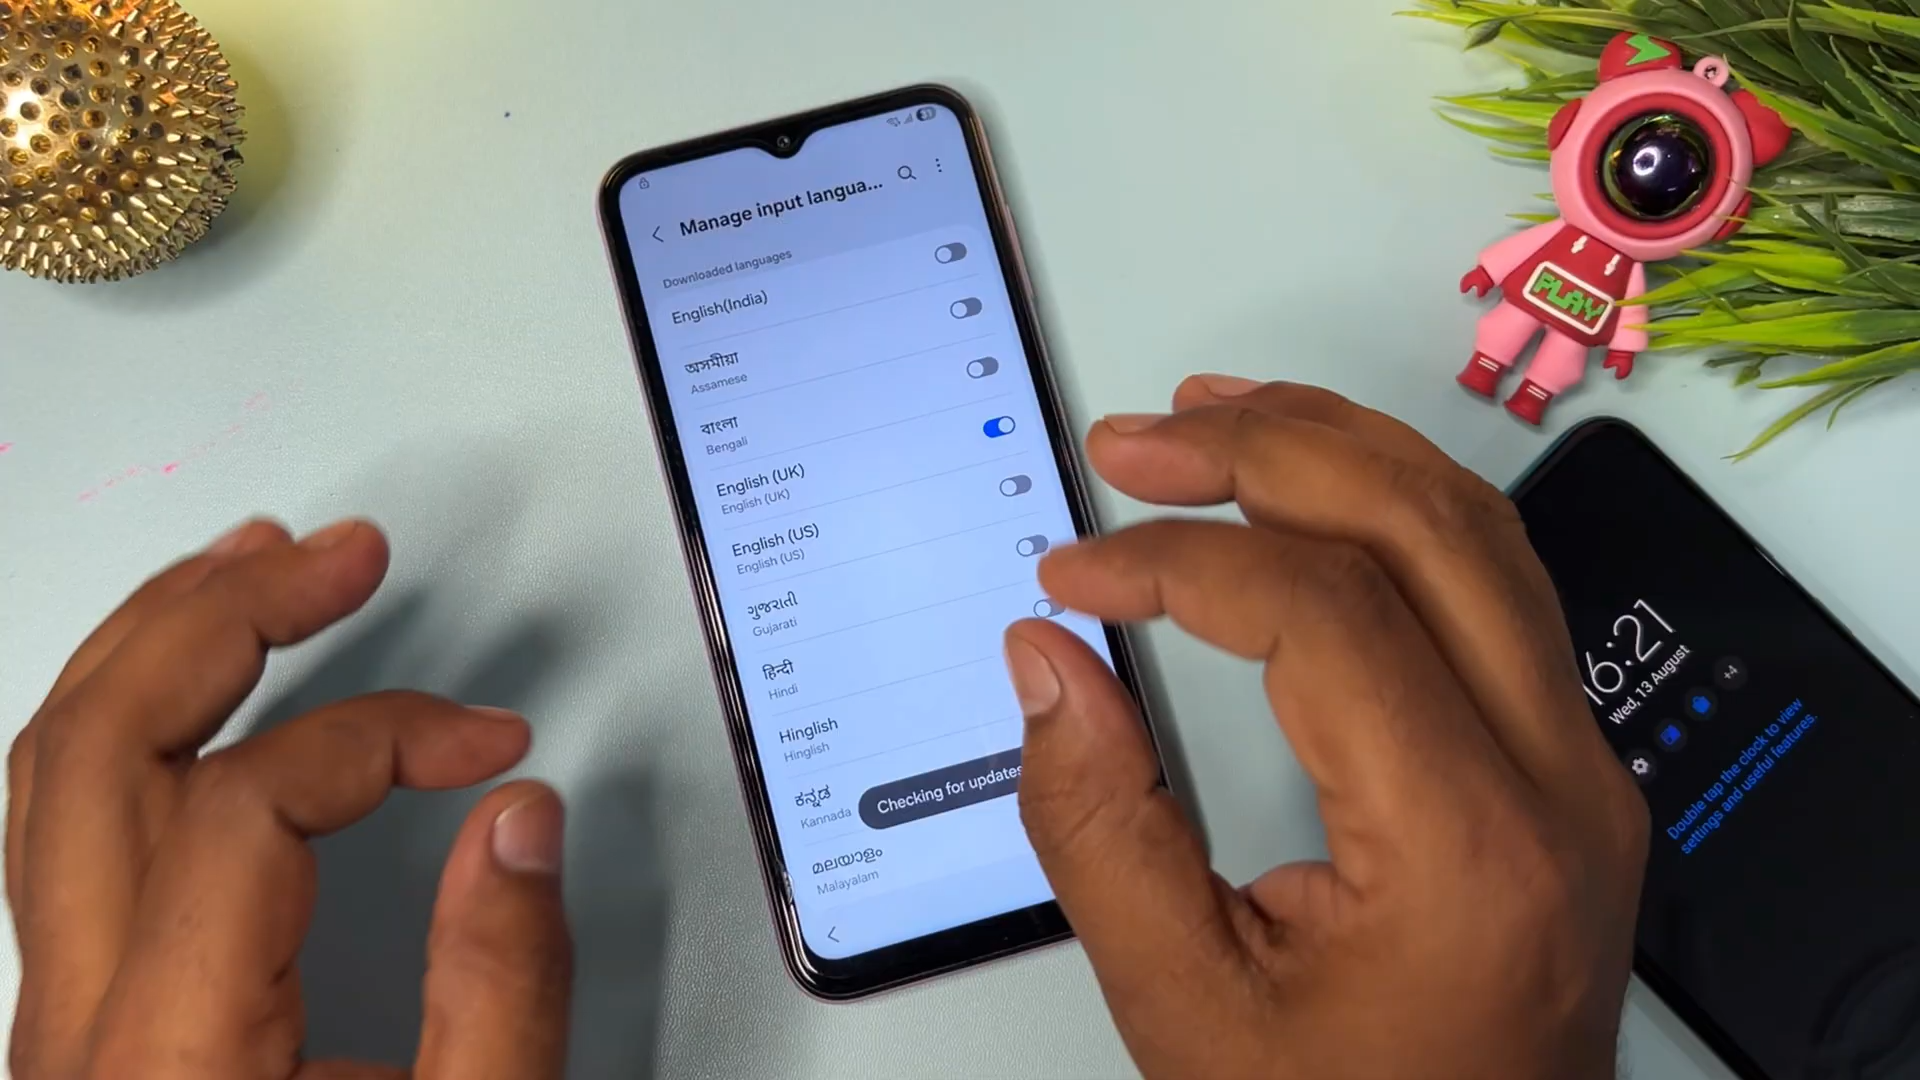 Manage input langua...
Downloaded languages
English(India)
অসমীয়া
Assamese
বাংলা
Bengali
English (UK)
English (UK)
English (US)
English (US)
ગુજરાતી
Gujarati
हिन्दी
Hindi
Hinglish
Hinglish
ಕನ್ನಡ
Kannada
Checking for updates
മലയാളം
Malayalam
PLAY
16:21
Wed, 13 August
+4
Double tap the clock to view
settings and useful features.